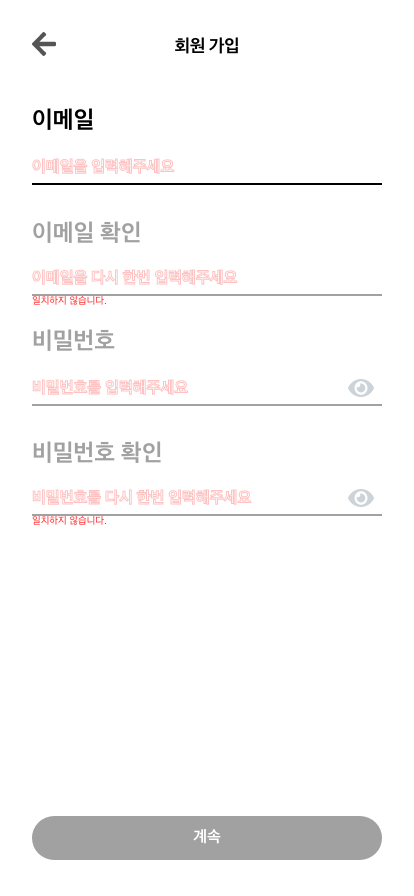 회원 가입
이메일
이메일을 입력해주세요
이메일 확인
이메일을 다시 한번 입력해주세요
일치하지 않습니다.
비밀번호
비밀번호를 입력해주세요
비밀번호 확인
비밀번호를 다시 한번 입력해주세요
일치하지 않습니다.
계속